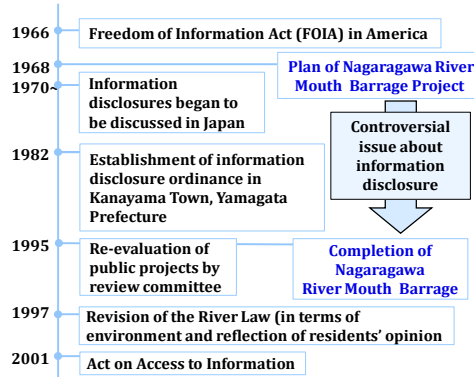 1966
Freedom of Information Act (FOIA) in America
1968
Plan of Nagaragawa River
Mouth Barrage Project
1970~
Information
disclosures began to
be discussed in Japan
Controversial
issue about
information
disclosure
1982
Establishment of information
disclosure ordinance in
Kanayama Town, Yamagata
Prefecture
1995
Re-evaluation of
public projects by
review committee
Completion of
Nagaragawa
River Mouth Barrage
1997
Revision of the River Law (in terms of
environment and reflection of residents' opinion
2001
Act on Access to Information